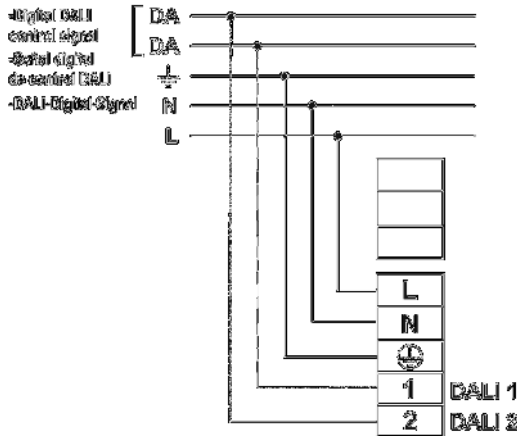 -Digital DALI
control signal
-Señal digital
de control DALI
-DALI-Digital-Signal
DA
DA
N
L
L
N
1 DALI 1
2 DALI 2